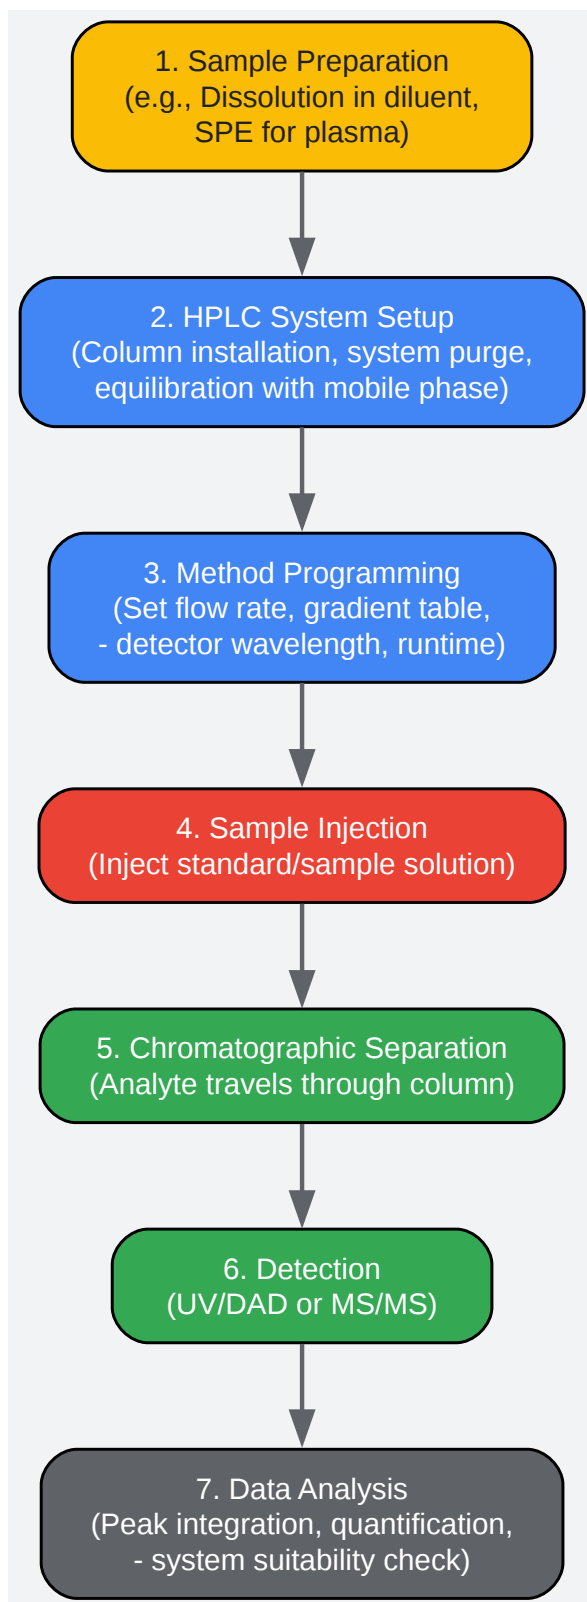 1. Sample Preparation
(e.g., Dissolution in diluent,
SPE for plasma)
2. HPLC System Setup
(Column installation, system purge,
equilibration with mobile phase)
3. Method Programming
(Set flow rate, gradient table,
- detector wavelength, runtime)
4. Sample Injection
(Inject standard/sample solution)
5. Chromatographic Separation
(Analyte travels through column)
6. Detection
(UV/DAD or MS/MS)
7. Data Analysis
(Peak integration, quantification,
- system suitability check)